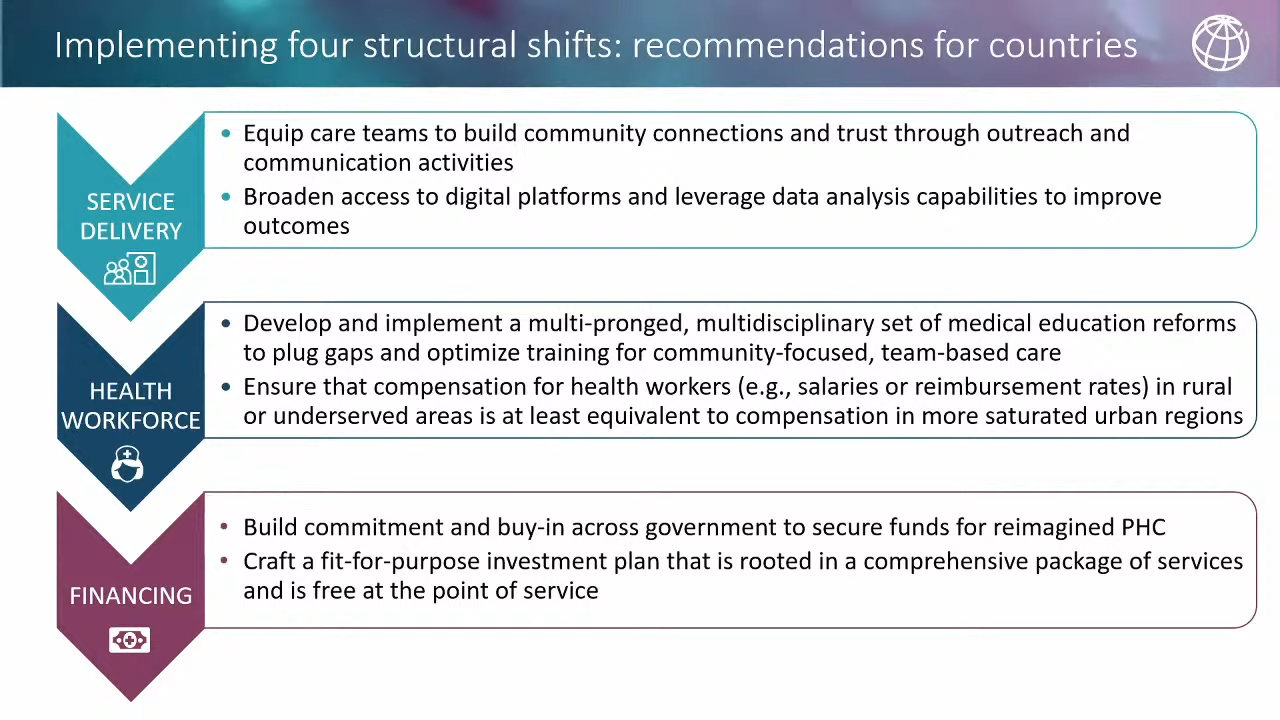 Implementing four structural shifts: recommendations for countries
SERVICE
DELIVERY
• Equip care teams to build community connections and trust through outreach and
communication activities
• Broaden access to digital platforms and leverage data analysis capabilities to improve
outcomes
HEALTH
WORKFORCE
• Develop and implement a multi-pronged, multidisciplinary set of medical education reforms
to plug gaps and optimize training for community-focused, team-based care
• Ensure that compensation for health workers (e.g., salaries or reimbursement rates) in rural
or underserved areas is at least equivalent to compensation in more saturated urban regions
FINANCING
• Build commitment and buy-in across government to secure funds for reimagined PHC
• Craft a fit-for-purpose investment plan that is rooted in a comprehensive package of services
and is free at the point of service